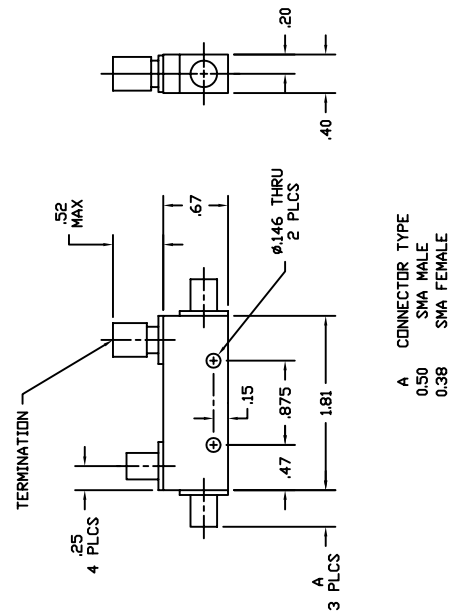 .20
.40
.52
MAX
.67
Ø.146 THRU
2 PLCS
TERMINATION
.15
.875
1.81
.47
.25
4 PLCS
A
3 PLCS
A CONNECTOR TYPE
0.50 SMA MALE
0.38 SMA FEMALE